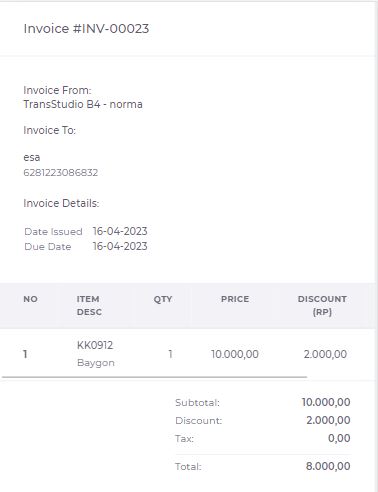 Invoice #INV-00023
Invoice From:
TransStudio B4 - norma
Invoice To:
esa
6281223086832
Invoice Details:
Date Issued 16-04-2023
Due Date 16-04-2023
NO ITEM DESC QTY PRICE DISCOUNT (RP)
1 KK0912 1 10.000,00 2.000,00
Baygon
Subtotal: 10.000,00
Discount: 2.000,00
Tax: 0,00
Total: 8.000,00